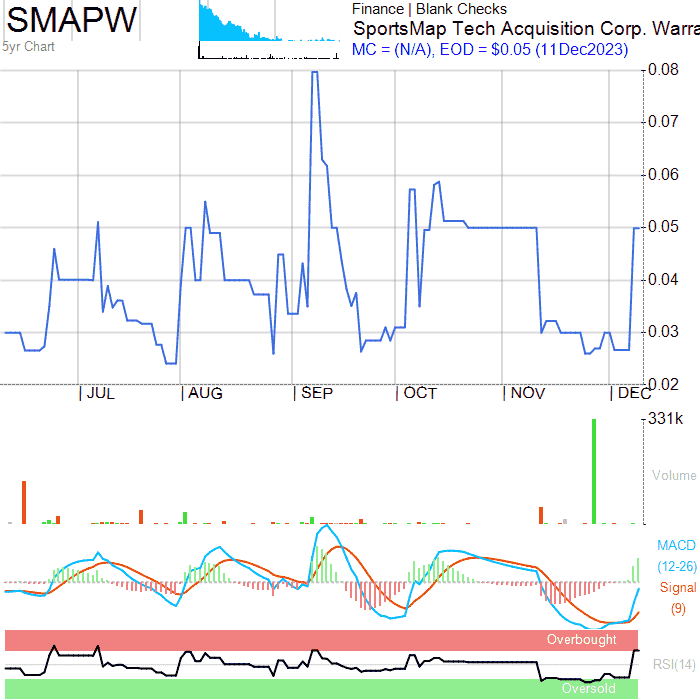 SMAPW
5yr Chart
Finance | Blank Checks
SportsMap Tech Acquisition Corp. Warra
MC = (N/A), EOD = $0.05 (11Dec2023)
0.08
0.07
0.06
0.05
0.04
0.03
0.02
JUL AUG SEP OCT NOV DEC
331k
Volume
MACD
(12-26)
Signal
(9)
Overbought
RSI(14)
Oversold